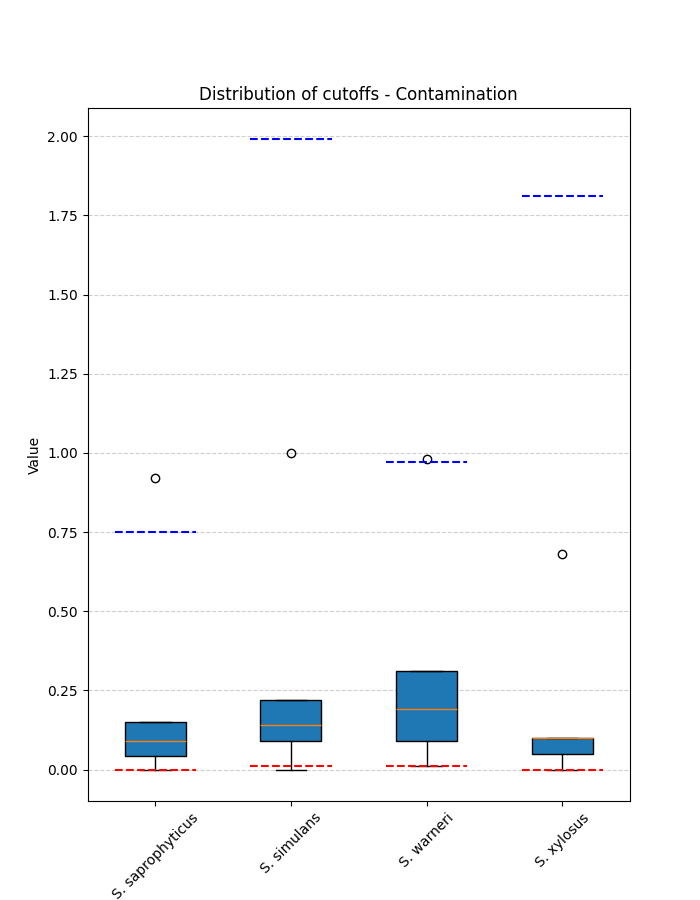 Distribution of cutoffs - Contamination
2.00
1.75
1.50
1.25
1.00
0.75
0.50
0.25
0.00
Value
S. saprophyticus
S. simulans
S. warneri
S. xylosus